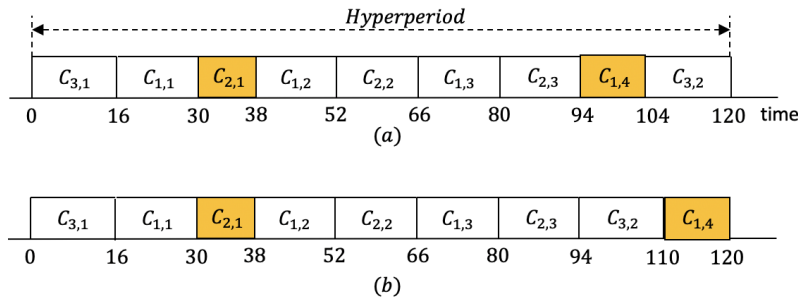 Hyperperiod
C3,1 C1,1 C2,1 C1,2 C2,2 C1,3 C2,3 C1,4 C3,2
0 16 30 38 52 66 80 94 104 120 time
(a)
C3,1 C1,1 C2,1 C1,2 C2,2 C1,3 C2,3 C3,2 C1,4
0 16 30 38 52 66 80 94 110 120
(b)